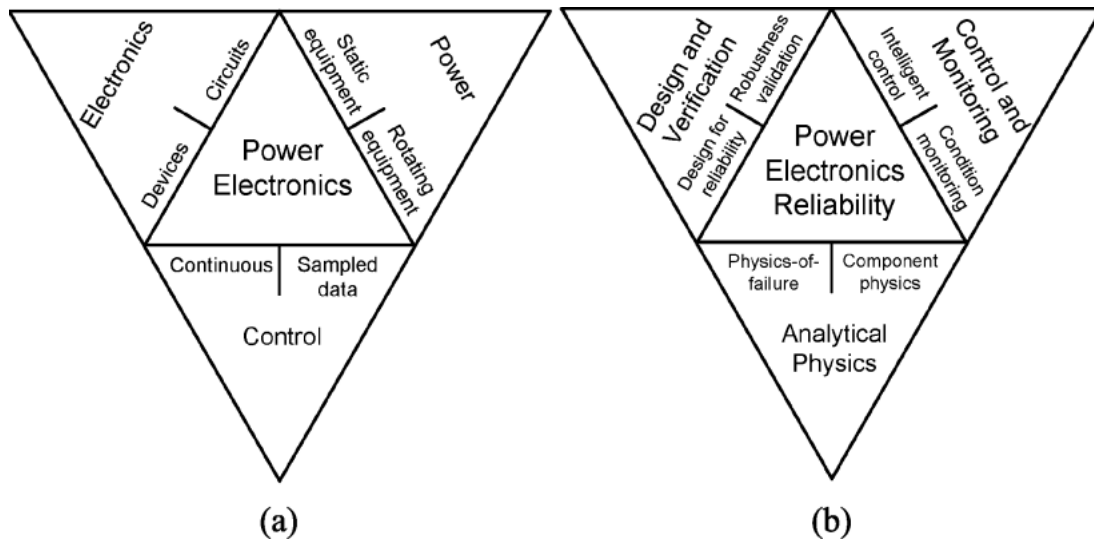 Electronics
Devices
Circuits
Static
equipment
Rotating
equipment
Power
Power
Electronics
Continuous
Sampled
data
Control
(a)
Design and
Verification
Design for
reliability
Robustness
validation
Intelligent
control
Condition
monitoring
Control and
Monitoring
Power
Electronics
Reliability
Physics-of-
failure
Component
physics
Analytical
Physics
(b)